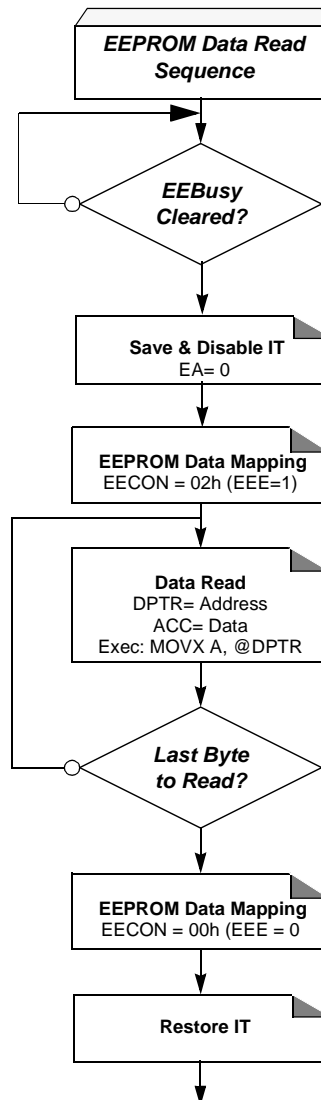 EEPROM Data Read
Sequence
EEBusy
Cleared?
Save & Disable IT
EA= 0
EEPROM Data Mapping
EECON = 02h (EEE=1)
Data Read
DPTR= Address
ACC= Data
Exec: MOVX A, @DPTR
Last Byte
to Read?
EEPROM Data Mapping
EECON = 00h (EEE = 0
Restore IT